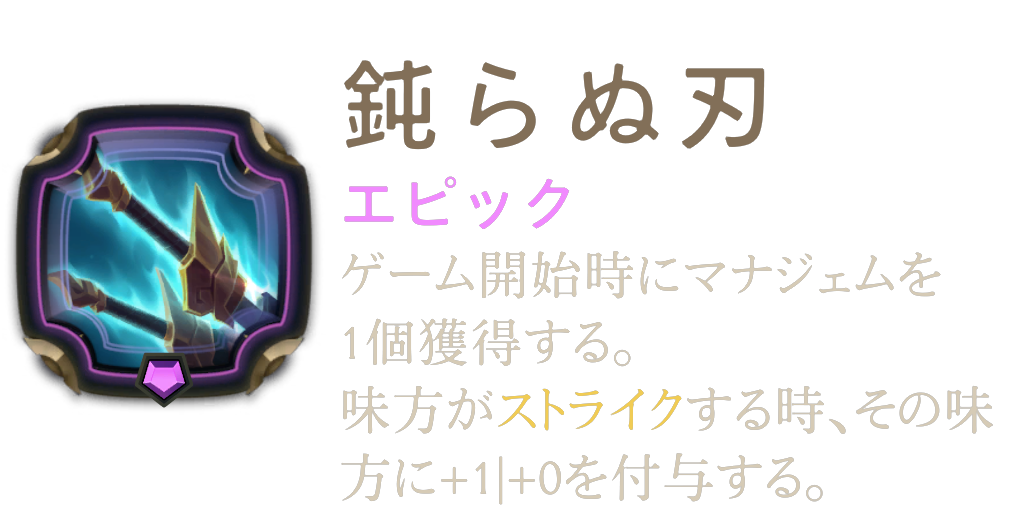 鈍らぬ刃
エピック
ゲーム開始時にマナジェムを
1個獲得する。
味方がストライクする時、その味
方に+1|+0を付与する。